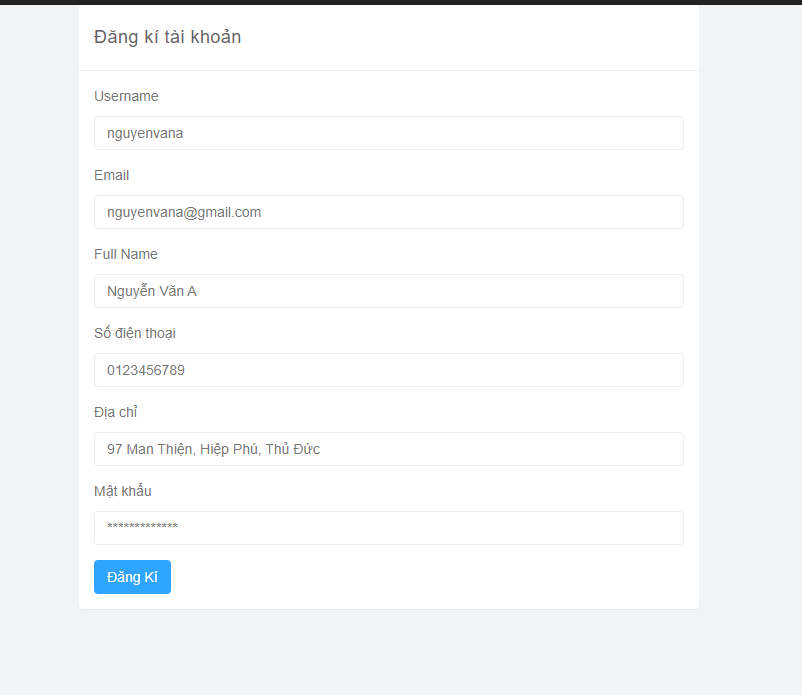 Đăng kí tài khoản
Username
nguyenvana
Email
nguyenvana@gmail.com
Full Name
Nguyễn Văn A
Số điện thoại
0123456789
Địa chỉ
97 Man Thiện, Hiệp Phú, Thủ Đức
Mật khẩu
*************
Đăng Kí